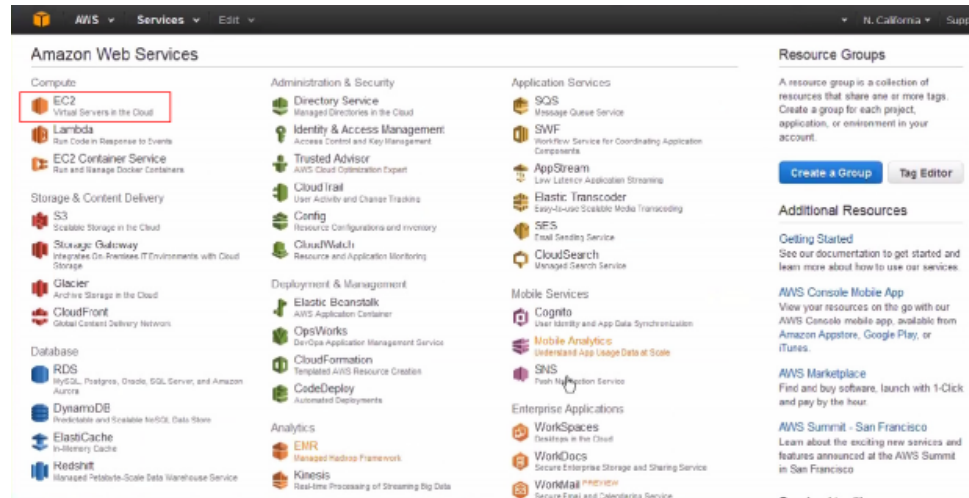 AWS Services Edit N. California Supp
Amazon Web Services
Compute
EC2
Virtual Servers in the Cloud
Lambda
Run Code in Response to Events
EC2 Container Service
Run and Manage Docker Containers
Storage & Content Delivery
S3
Scalable Storage in the Cloud
Storage Gateway
Integrates On-Premises IT Environments with Cloud
Storage
Glacier
Archive Storage in the Cloud
CloudFront
Global Content Delivery Network
Database
RDS
MySQL, Postgres, Oracle, SQL Server, and Amazon
Aurora
DynamoDB
Predictable and Scalable NoSQL Data Store
ElastiCache
In-Memory Cache
Redshift
Managed Petabyte-Scale Data Warehouse Service
Administration & Security
Directory Service
Managed Directories in the Cloud
Identity & Access Management
Access Control and Key Management
Trusted Advisor
AWS Cloud Optimization Expert
CloudTrail
User Activity and Change Tracking
Config
Resource Configurations and Inventory
CloudWatch
Resource and Application Monitoring
Deployment & Management
Elastic Beanstalk
AWS Application Container
OpsWorks
DevOps Application Management Service
CloudFormation
Templated AWS Resource Creation
CodeDeploy
Automated Deployments
Analytics
EMR
Managed Hadoop Framework
Kinesis
Real-time Processing of Streaming Big Data
Application Services
SQS
Message Queue Service
SWF
Workflow Service for Coordinating Application
Components
AppStream
Low Latency Application Streaming
Elastic Transcoder
Easy-to-use Scalable Media Transcoding
SES
Email Sending Service
CloudSearch
Managed Search Service
Mobile Services
Cognito
User Identity and App Data Synchronization
Mobile Analytics
Understand App Usage Data at Scale
SNS
Push Notification Service
Enterprise Applications
WorkSpaces
Desktops in the Cloud
WorkDocs
Secure Enterprise Storage and Sharing Service
WorkMail PREVIEW
Secure Email and Calendaring Service
Resource Groups
A resource group is a collection of
resources that share one or more tags.
Create a group for each project,
application, or environment in your
account.
Create a Group Tag Editor
Additional Resources
Getting Started
See our documentation to get started and
learn more about how to use our services.
AWS Console Mobile App
View your resources on the go with our
AWS Console mobile app, available from
Amazon Appstore, Google Play, or
iTunes.
AWS Marketplace
Find and buy software, launch with 1-Click
and pay by the hour.
AWS Summit - San Francisco
Learn about the exciting new services and
features announced at the AWS Summit
in San Francisco